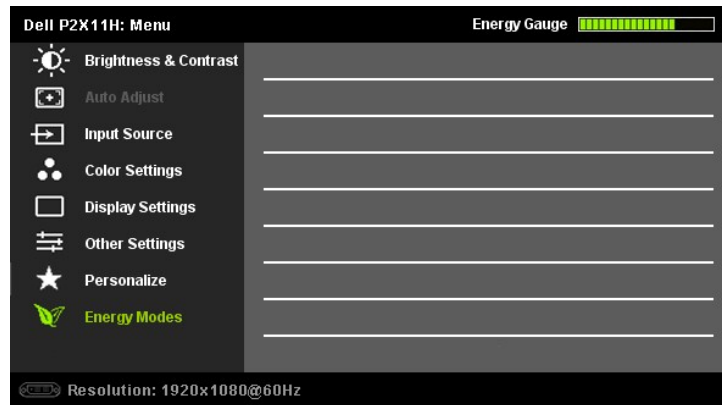 Dell P2X11H: Menu
Energy Gauge
Brightness & Contrast
Auto Adjust
Input Source
Color Settings
Display Settings
Other Settings
Personalize
Energy Modes
Resolution: 1920x1080@60Hz